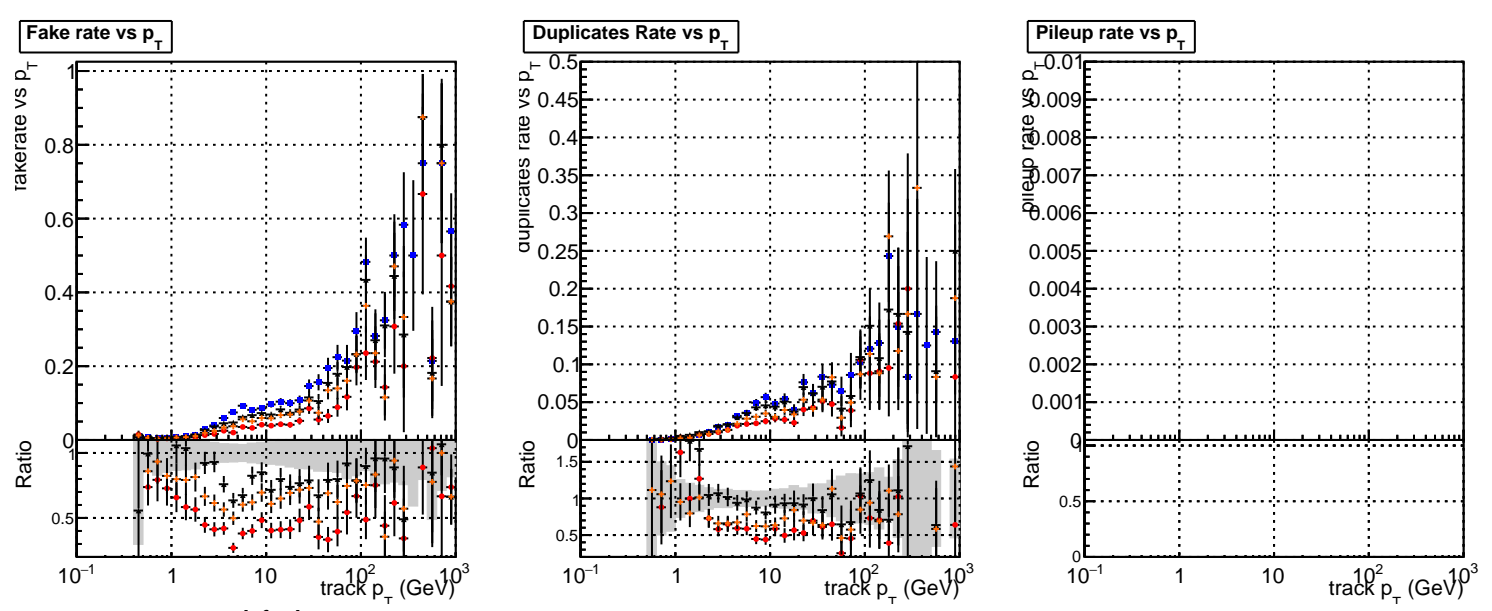 Fake rate vs p_T
fakerate vs p_T
1
0.8
0.6
0.4
0.2
0
Ratio
1
0.5
10^−1 1 10 10^2 10^3
track p_T (GeV)
Duplicates Rate vs p_T
duplicates rate vs p_T
0.5
0.45
0.4
0.35
0.3
0.25
0.2
0.15
0.1
0.05
0
Ratio
1.5
1
0.5
10^−1 1 10 10^2 10^3
track p_T (GeV)
Pileup rate vs p_T
pileup rate vs p_T
0.01
0.009
0.008
0.007
0.006
0.005
0.004
0.003
0.002
0.001
0
Ratio
1
0.5
0
10^−1 1 10 10^2 10^3
track p_T (GeV)